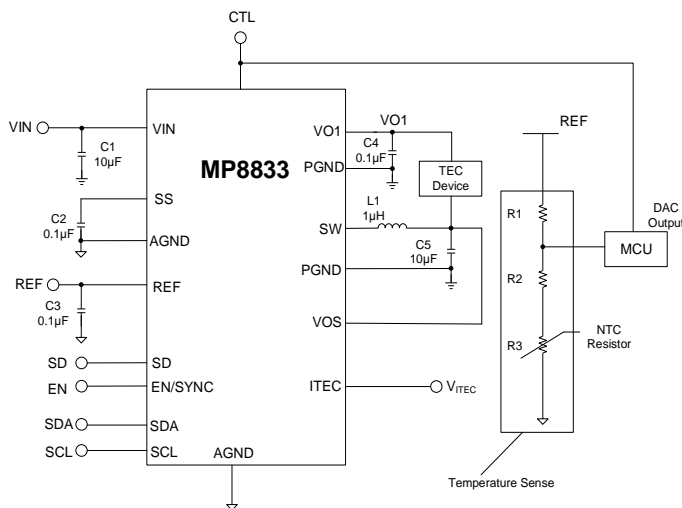 CTL
VIN
C1
10µF
VIN
MP8833
VO1
VO1
C4
0.1µF
PGND
TEC
Device
REF
SS
C2
0.1µF
AGND
L1
1µH
SW
C5
10µF
PGND
R1
DAC
Output
MCU
R2
REF
C3
0.1µF
REF
VOS
R3
NTC
Resistor
SD
SD
EN
EN/SYNC
ITEC
VITEC
SDA
SDA
SCL
SCL
AGND
Temperature Sense